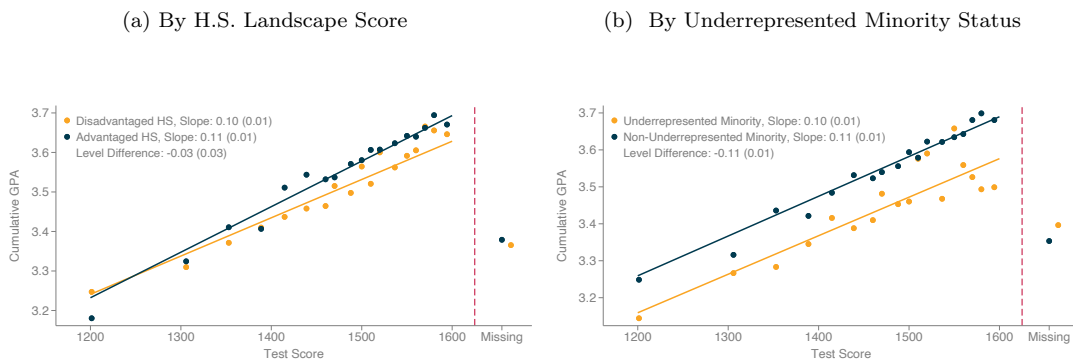 (a) By H.S. Landscape Score
(b) By Underrepresented Minority Status
3.7
3.6
3.5
3.4
3.3
3.2
Cumulative GPA
Disadvantaged HS, Slope: 0.10 (0.01)
Advantaged HS, Slope: 0.11 (0.01)
Level Difference: -0.03 (0.03)
1200
1300
1400
1500
1600
Missing
Test Score
3.7
3.6
3.5
3.4
3.3
3.2
Cumulative GPA
Underrepresented Minority, Slope: 0.10 (0.01)
Non-Underrepresented Minority, Slope: 0.11 (0.01)
Level Difference: -0.11 (0.01)
1200
1300
1400
1500
1600
Missing
Test Score